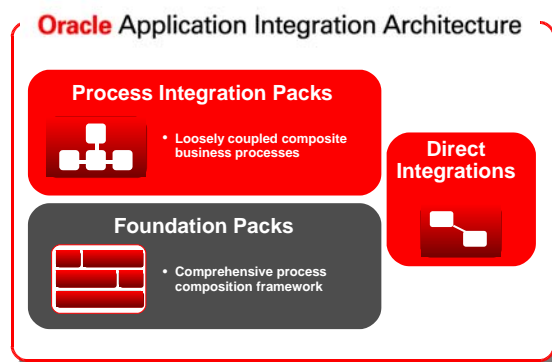 Oracle Application Integration Architecture
Process Integration Packs
• Loosely coupled composite
business processes
Direct
Integrations
Foundation Packs
• Comprehensive process
composition framework